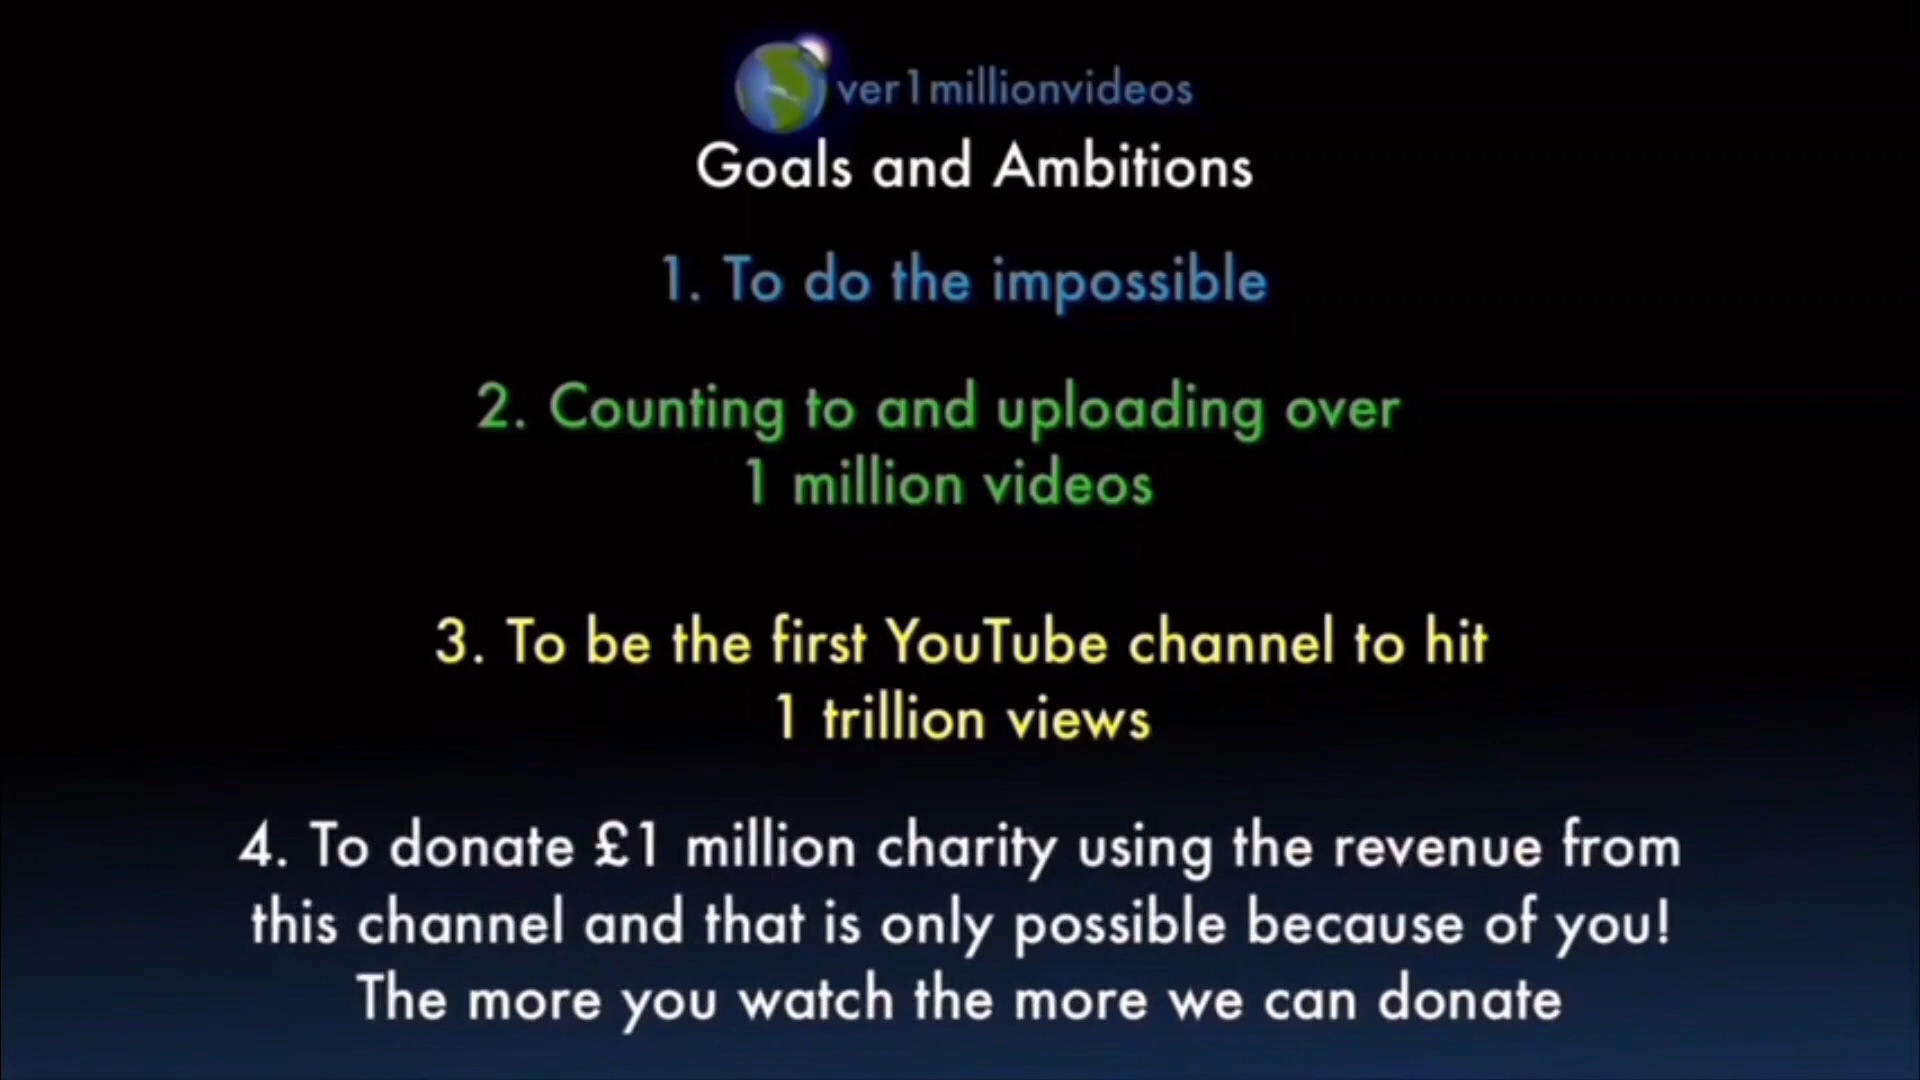 ver1millionvideos
Goals and Ambitions
1. To do the impossible
2. Counting to and uploading over
1 million videos
3. To be the first YouTube channel to hit
1 trillion views
4. To donate £1 million charity using the revenue from
this channel and that is only possible because of you!
The more you watch the more we can donate